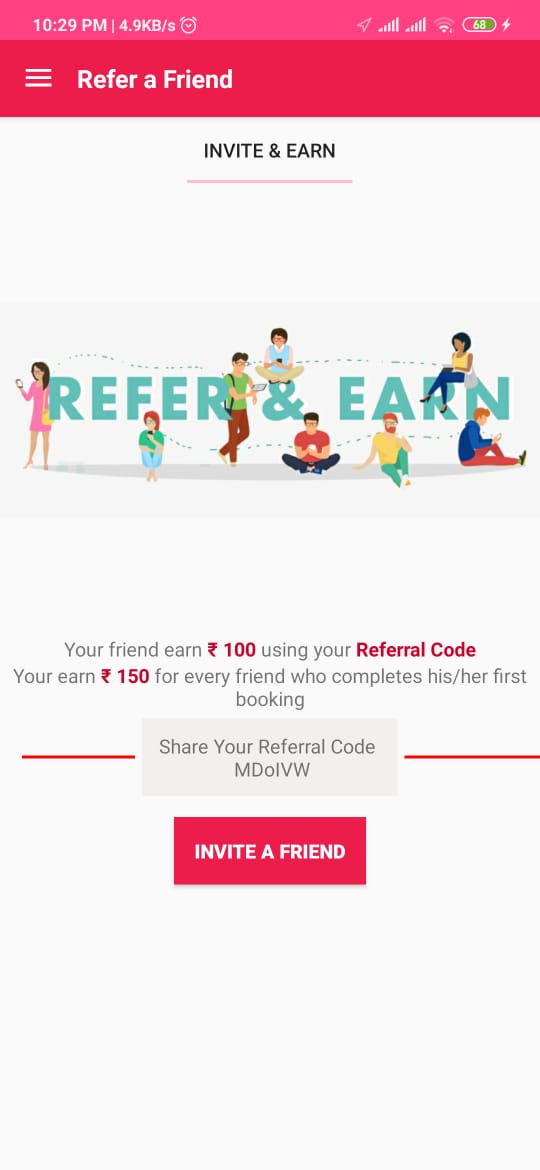 10:29 PM | 4.9KB/s
68
Refer a Friend
INVITE & EARN
REFER & EARN
Your friend earn ₹ 100 using your Referral Code
Your earn ₹ 150 for every friend who completes his/her first
booking
Share Your Referral Code
MDoIVW
INVITE A FRIEND